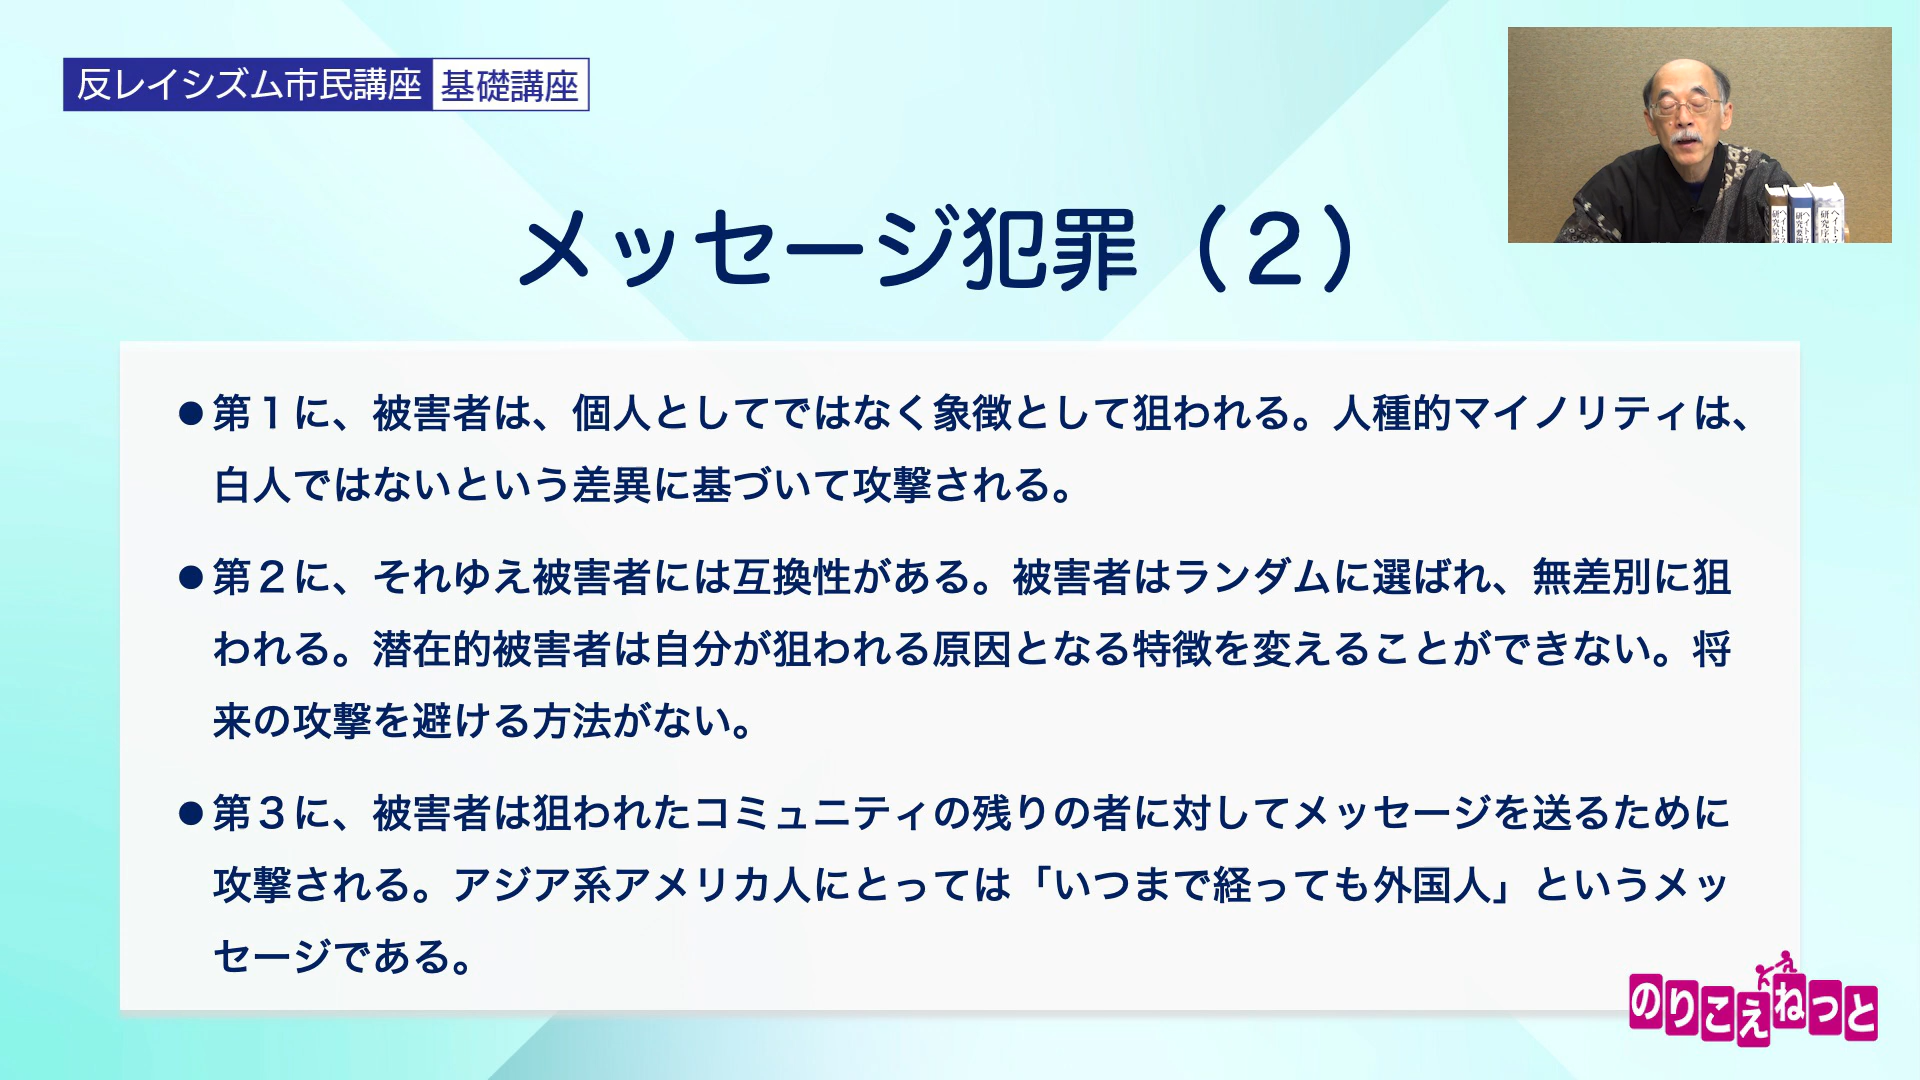 反レイシズム市民講座 基礎講座
メッセージ犯罪（２）
●第１に、被害者は、個人としてではなく象徴として狙われる。人種的マイノリティは、
白人ではないという差異に基づいて攻撃される。
●第２に、それゆえ被害者には互換性がある。被害者はランダムに選ばれ、無差別に狙
われる。潜在的被害者は自分が狙われる原因となる特徴を変えることができない。将
来の攻撃を避ける方法がない。
●第３に、被害者は狙われたコミュニティの残りの者に対してメッセージを送るために
攻撃される。アジア系アメリカ人にとっては「いつまで経っても外国人」というメッ
セージである。
のりこえねっと